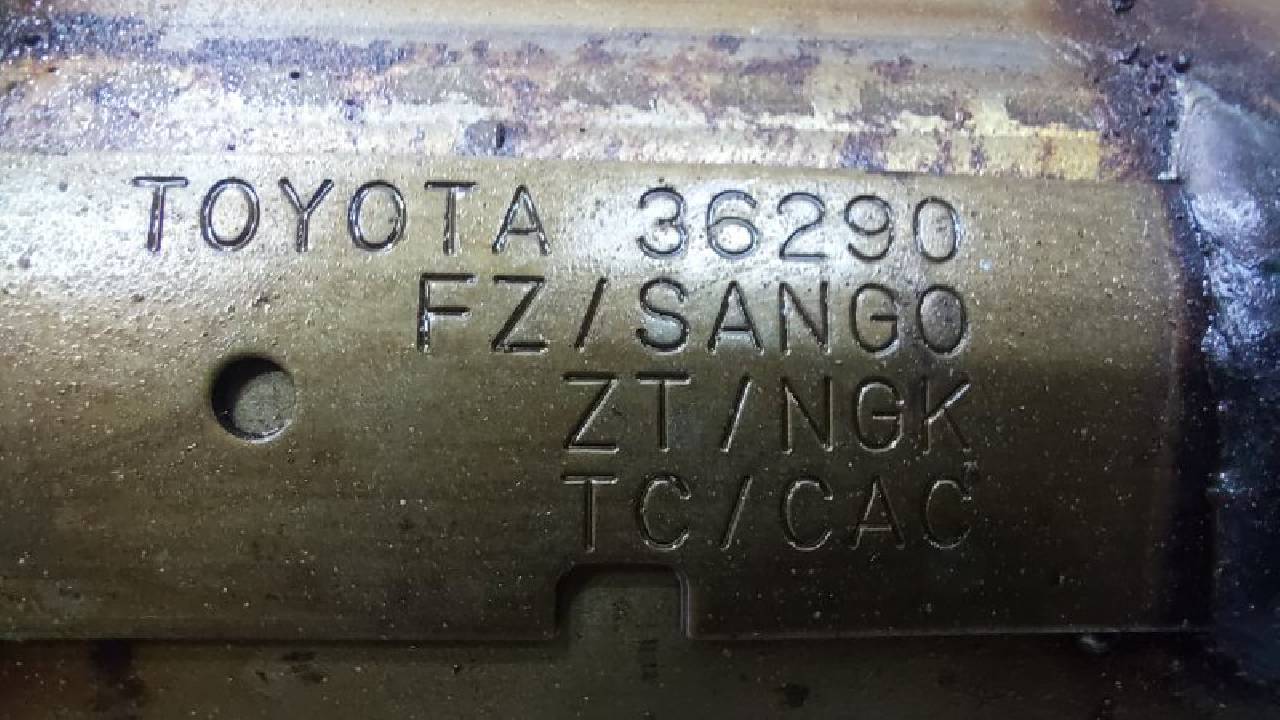 TOYOTA 36290
FZ/SANGO
ZT/NGK
TC/CAC